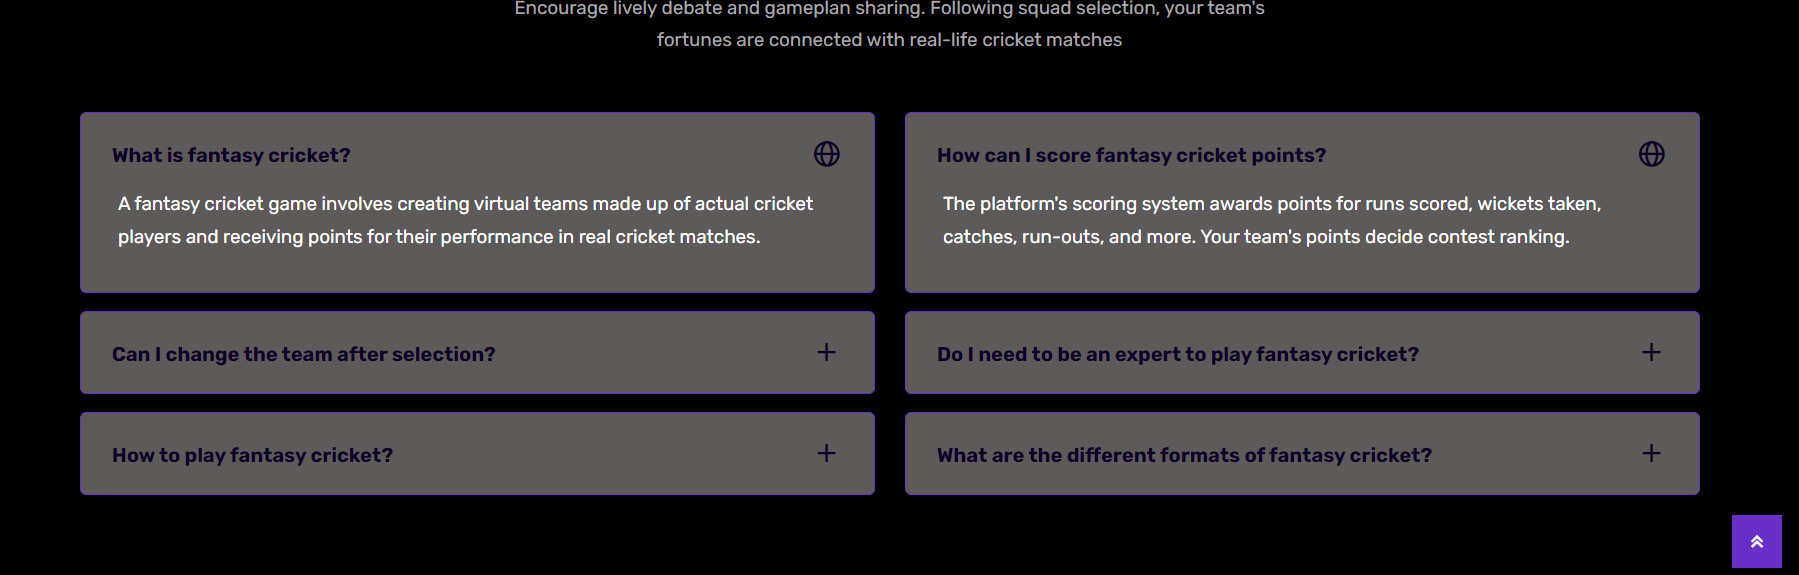 Encourage lively debate and gameplan sharing. Following squad selection, your team's
fortunes are connected with real-life cricket matches
What is fantasy cricket?
A fantasy cricket game involves creating virtual teams made up of actual cricket
players and receiving points for their performance in real cricket matches.
How can I score fantasy cricket points?
The platform's scoring system awards points for runs scored, wickets taken,
catches, run-outs, and more. Your team's points decide contest ranking.
Can I change the team after selection?
Do I need to be an expert to play fantasy cricket?
How to play fantasy cricket?
What are the different formats of fantasy cricket?